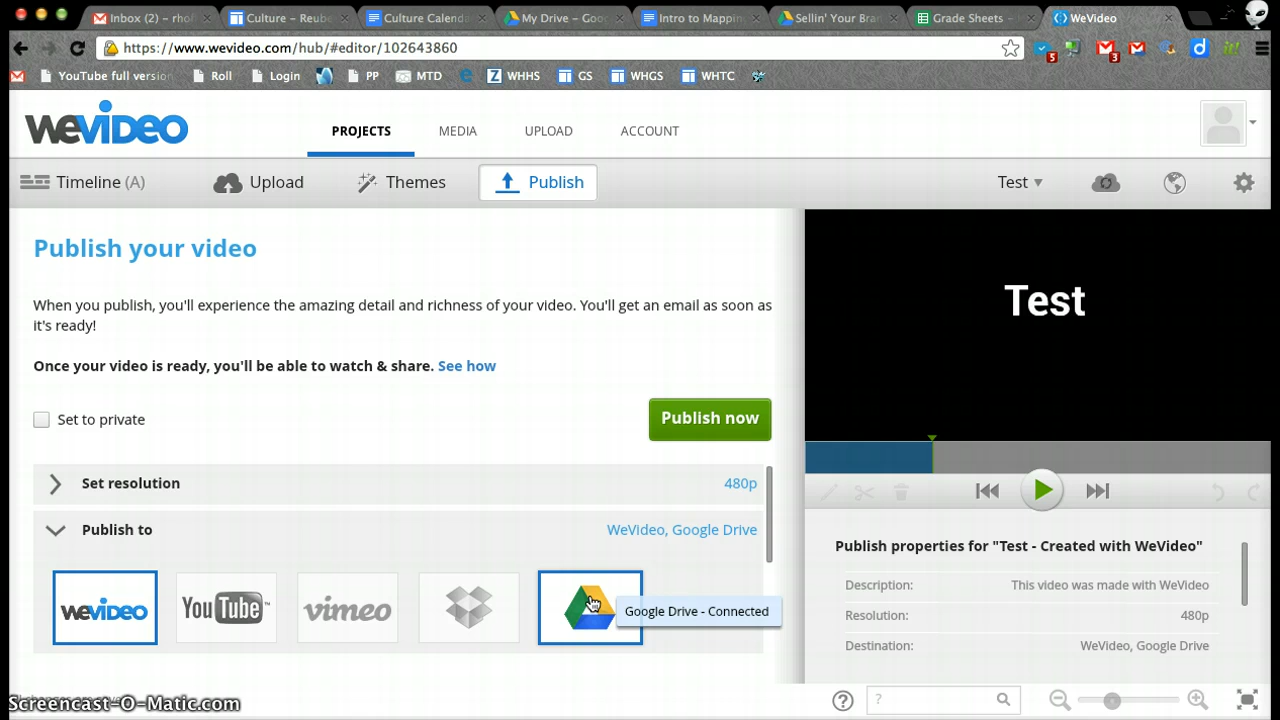 Inbox (2) – rhof
Culture – Reube
Culture Calend
My Drive – Goo
Intro to Mappin
Sellin' Your Bra
Grade Sheets –
WeVideo
https://www.wevideo.com/hub/#editor/102643860
5
3
YouTube full version
Roll
Login
PP
MTD
WHHS
GS
WHGS
WHTC
wevideo
PROJECTS
MEDIA
UPLOAD
ACCOUNT
Timeline (A)
Upload
Themes
Publish
Test
Publish your video
When you publish, you'll experience the amazing detail and richness of your video. You'll get an email as soon as
it's ready!
Once your video is ready, you'll be able to watch & share. See how
Set to private
Publish now
Set resolution
480p
Publish to
WeVideo, Google Drive
wevideo
YouTube
vimeo
Google Drive - Connected
Test
Publish properties for "Test - Created with WeVideo"
Description:
This video was made with WeVideo
Resolution:
480p
Destination:
WeVideo, Google Drive
?
?
Screencast-O-Matic.com